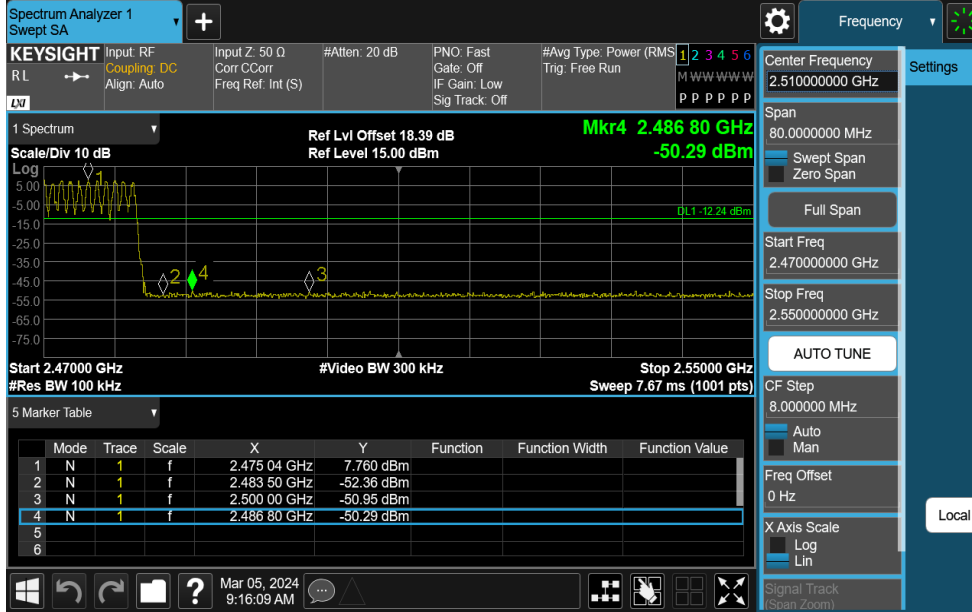 Spectrum Analyzer 1
Swept SA
+
Frequency
KEYSIGHT
R L
LXI
Input: RF
Coupling: DC
Align: Auto
Input Z: 50 Ω
Corr CCorr
Freq Ref: Int (S)
#Atten: 20 dB
PNO: Fast
Gate: Off
IF Gain: Low
Sig Track: Off
#Avg Type: Power (RMS
Trig: Free Run
1 2 3 4 5 6
M W W W W W
P P P P P P
1 Spectrum
Scale/Div 10 dB
Ref Lvl Offset 18.39 dB
Ref Level 15.00 dBm
Mkr4 2.486 80 GHz
-50.29 dBm
Log
5.00
-5.00
-15.0
-25.0
-35.0
-45.0
-55.0
-65.0
-75.0
1
2
4
3
DL1 -12.24 dBm
Start 2.47000 GHz
#Video BW 300 kHz
Stop 2.55000 GHz
#Res BW 100 kHz
Sweep 7.67 ms (1001 pts)
5 Marker Table
Mode Trace Scale X Y Function Function Width Function Value
1 N 1 f 2.475 04 GHz 7.760 dBm
2 N 1 f 2.483 50 GHz -52.36 dBm
3 N 1 f 2.500 00 GHz -50.95 dBm
4 N 1 f 2.486 80 GHz -50.29 dBm
5
6
?
Mar 05, 2024
9:16:09 AM
Center Frequency
2.510000000 GHz
Span
80.0000000 MHz
Swept Span
Zero Span
Full Span
Start Freq
2.470000000 GHz
Stop Freq
2.550000000 GHz
AUTO TUNE
CF Step
8.000000 MHz
Auto
Man
Freq Offset
0 Hz
X Axis Scale
Log
Lin
Signal Track
(Span Zoom)
Settings
Local